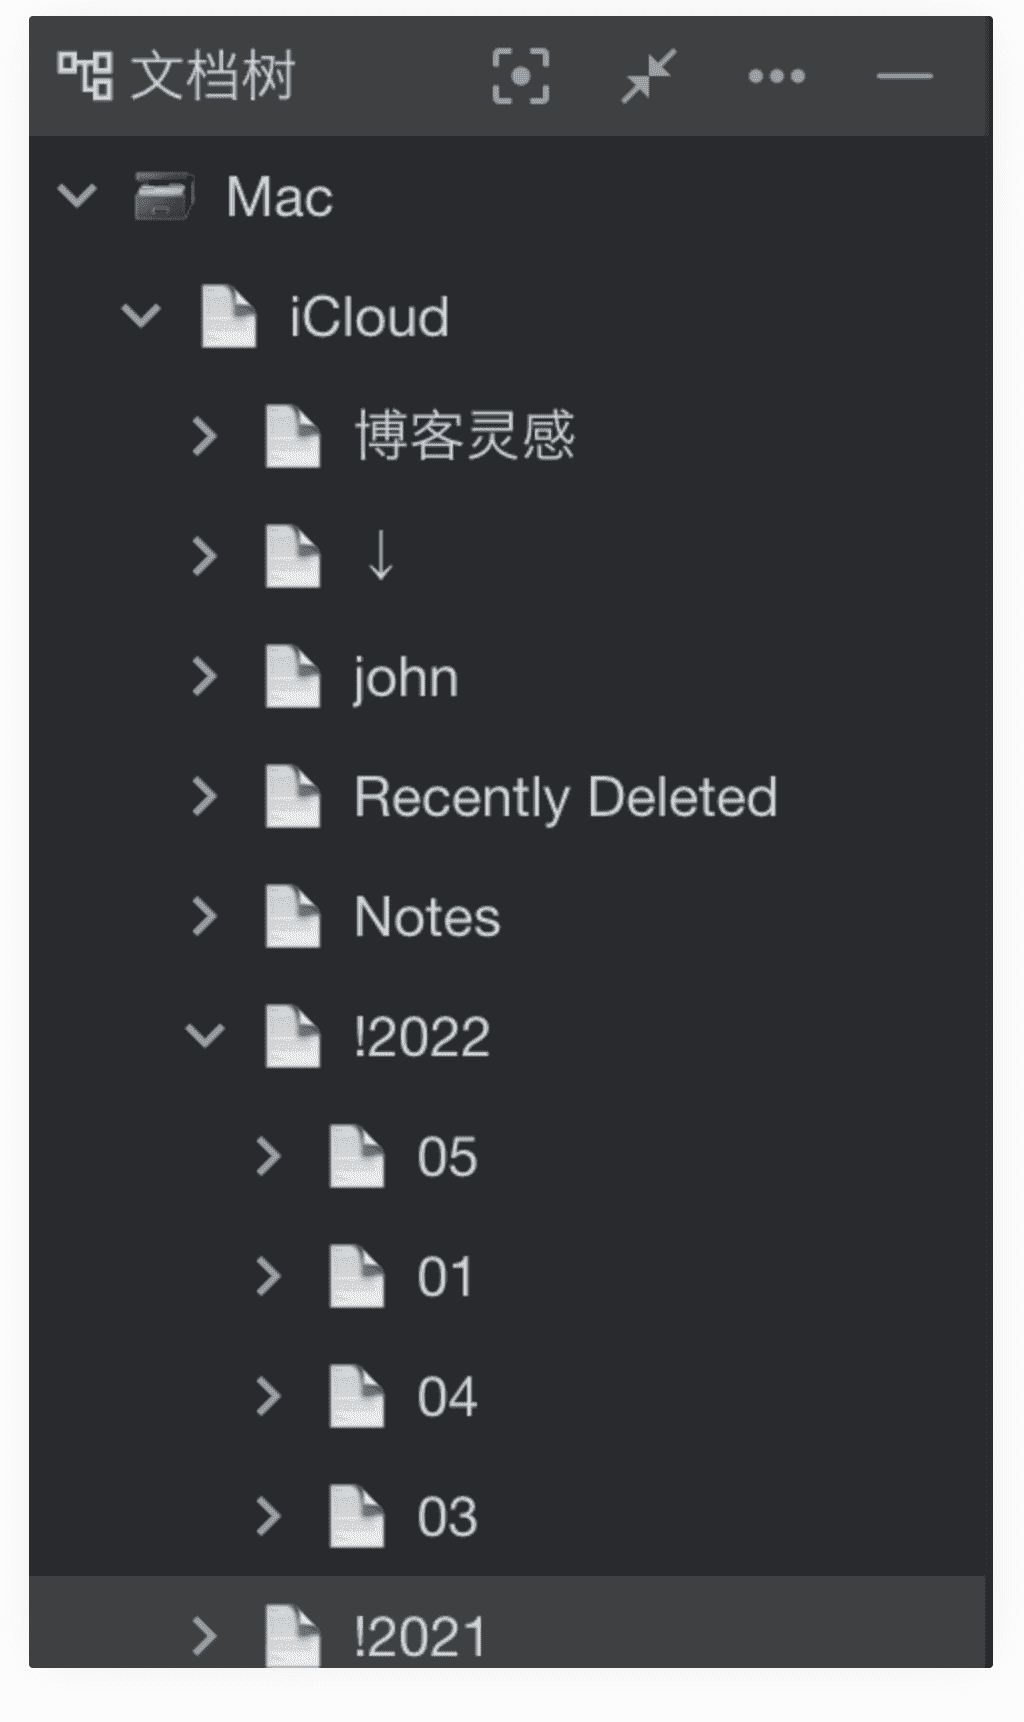 文档树
Mac
iCloud
博客灵感
↓
john
Recently Deleted
Notes
!2022
05
01
04
03
!2021